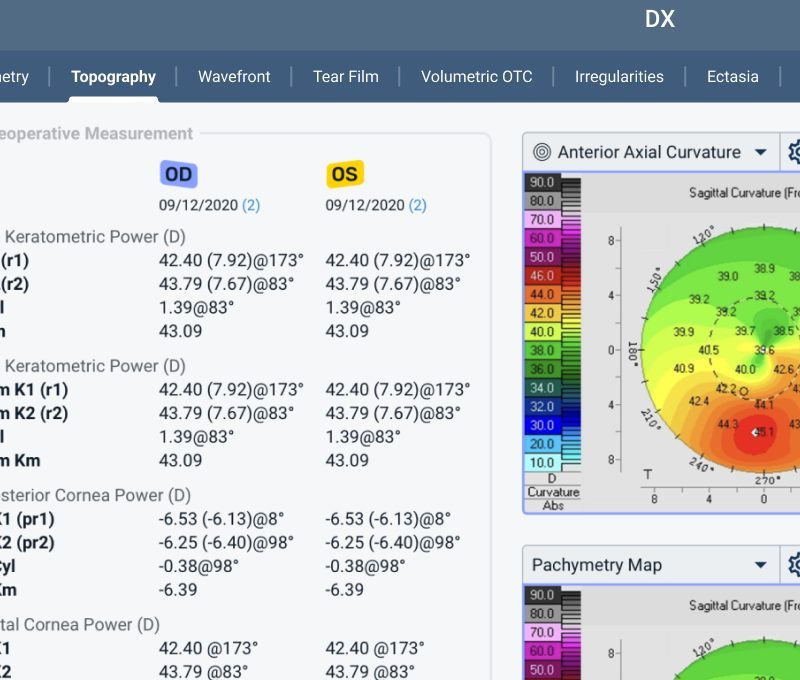 DX
etry | Topography | Wavefront | Tear Film | Volumetric OTC | Irregularities | Ectasia |
eoperative Measurement
OD OS
09/12/2020 (2) 09/12/2020 (2)
Keratometric Power (D)
(r1) 42.40 (7.92)@173° 42.40 (7.92)@173°
(r2) 43.79 (7.67)@83° 43.79 (7.67)@83°
l 1.39@83° 1.39@83°
43.09 43.09
Keratometric Power (D)
m K1 (r1) 42.40 (7.92)@173° 42.40 (7.92)@173°
m K2 (r2) 43.79 (7.67)@83° 43.79 (7.67)@83°
l 1.39@83° 1.39@83°
m Km 43.09 43.09
sterior Cornea Power (D)
1 (pr1) -6.53 (-6.13)@8° -6.53 (-6.13)@8°
2 (pr2) -6.25 (-6.40)@98° -6.25 (-6.40)@98°
Cyl -0.38@98° -0.38@98°
Km -6.39 -6.39
tal Cornea Power (D)
1 42.40 @173° 42.40 @173°
2 43.79 @83° 43.79 @83°
Anterior Axial Curvature
Sagittal Curvature (Fro
90.0
80.0
70.0
60.0
50.0
46.0
44.0
42.0
40.0
38.0
36.0
34.0
32.0
30.0
20.0
10.0
D
Curvature
Abs
8
4
0
4
8
120°
150°
180°
210°
240°
270°
39.0 38.9 38
39.2 39.2
39.2
39.9 39.7 38.5
40.5 39.6
40.9 40.0 42.6
42.2
42.4 44.1
44.3 45.1 43
T
8 4 0
Pachymetry Map
Sagittal Curvature (Fro
90.0
80.0
70.0
60.0
50.0
8
120°